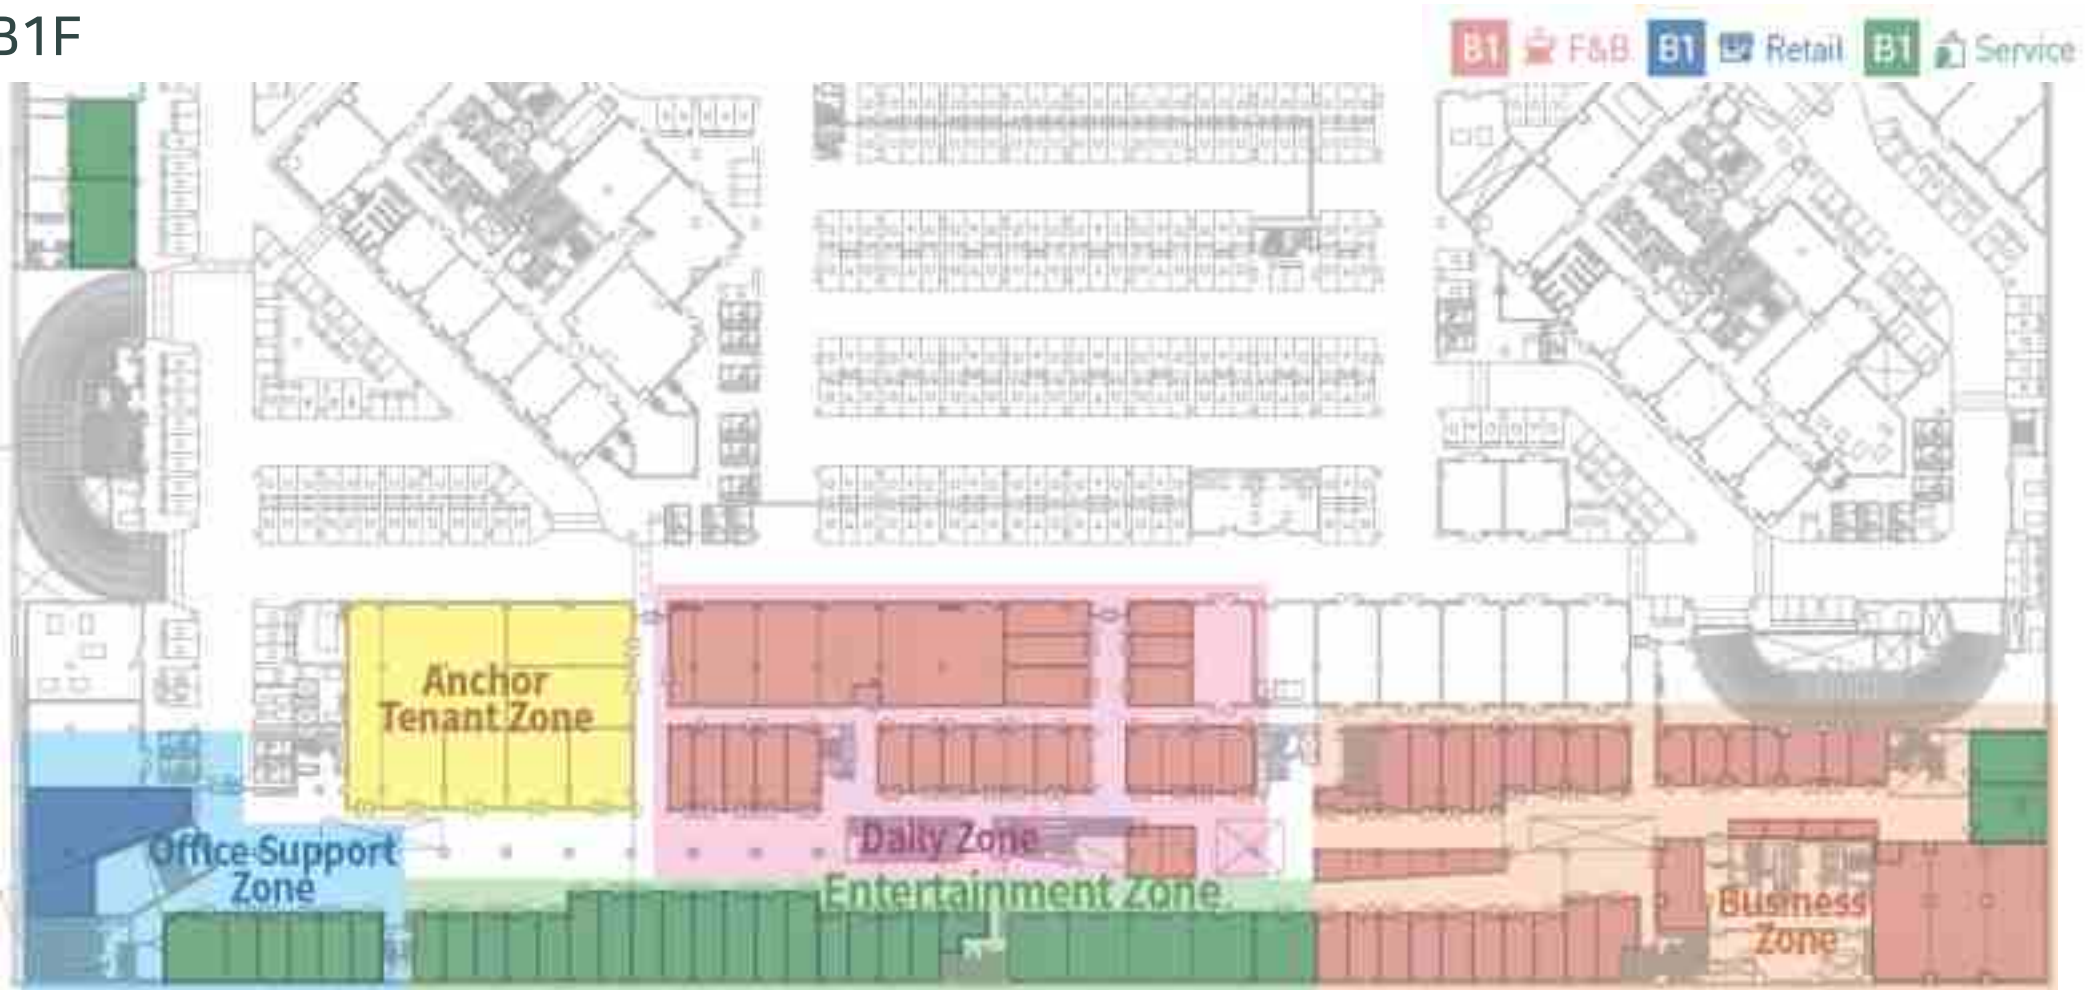 B1F
B1 F&B B1 Retail B1 Service
Anchor
Tenant Zone
Daily Zone
Office Support
Zone
Entertainment Zone
Business
Zone